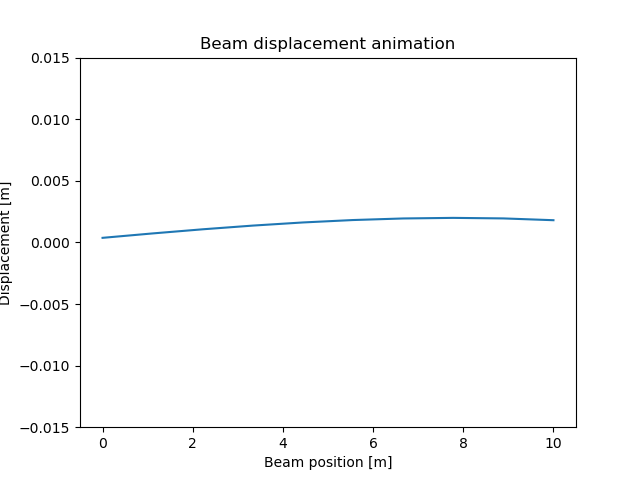 Beam displacement animation
Displacement [m]
0.015
0.010
0.005
0.000
−0.005
−0.010
−0.015
0 2 4 6 8 10
Beam position [m]